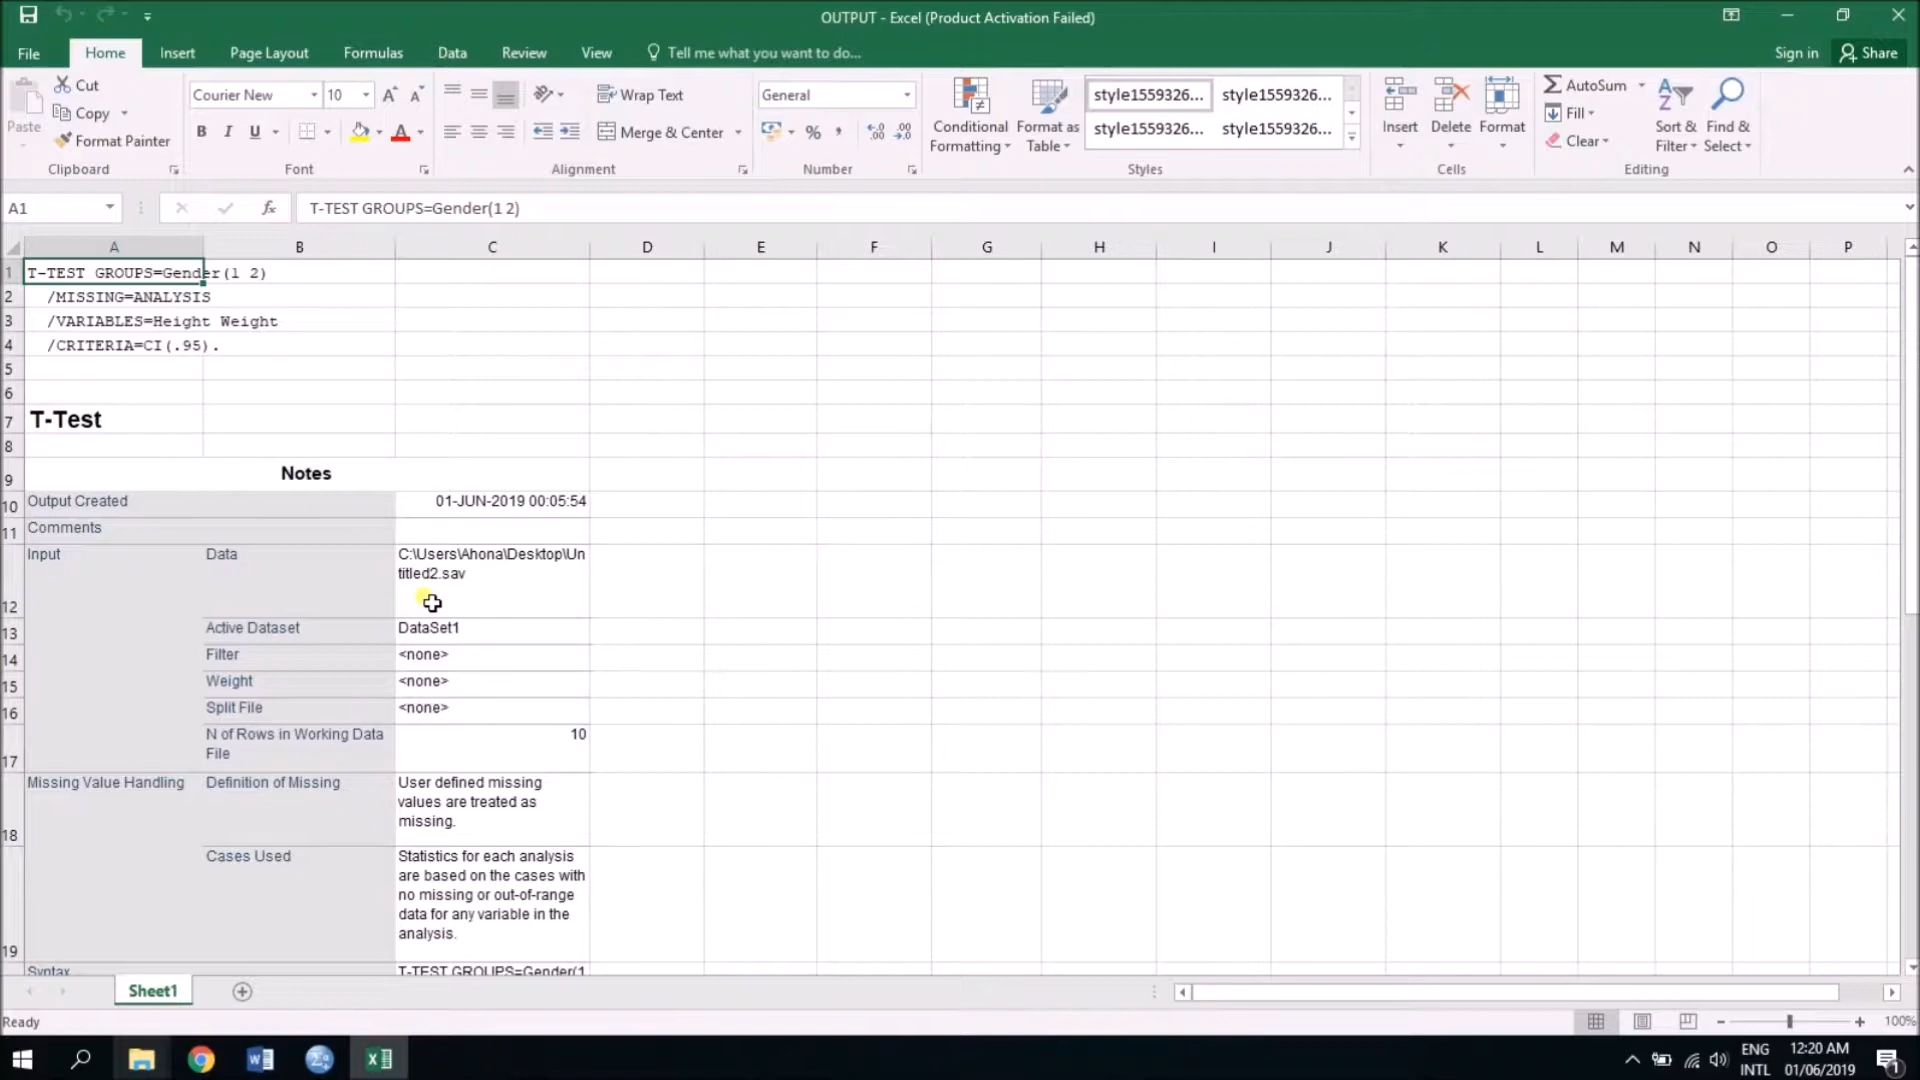 OUTPUT - Excel (Product Activation Failed)
File Home Insert Page Layout Formulas Data Review View Tell me what you want to do... Sign in Share
Paste Cut Copy Format Painter Clipboard
Courier New 10 A A B I U A Font
Wrap Text Merge & Center Alignment
General % Number
Conditional Formatting Format as Table
style1559326... style1559326...
style1559326... style1559326...
Styles
Insert Delete Format Cells
AutoSum Fill Clear Sort & Filter Find & Select Editing
A1 fx T-TEST GROUPS=Gender(1 2)
A B C D E F G H I J K L M N O P
1 T-TEST GROUPS=Gender(1 2)
2 /MISSING=ANALYSIS
3 /VARIABLES=Height Weight
4 /CRITERIA=CI(.95).
5
6
7 T-Test
8
9 Notes
10 Output Created 01-JUN-2019 00:05:54
11 Comments
12 Input Data C:\Users\Ahona\Desktop\Un
titled2.sav
13 Active Dataset DataSet1
14 Filter <none>
15 Weight <none>
16 Split File <none>
17 N of Rows in Working Data 10
File
18 Missing Value Handling Definition of Missing User defined missing
values are treated as
missing.
19 Cases Used Statistics for each analysis
are based on the cases with
no missing or out-of-range
data for any variable in the
analysis.
Syntax T-TEST GROUPS=Gender(1
Sheet1
Ready 100%
ENG 12:20 AM
INTL 01/06/2019 1